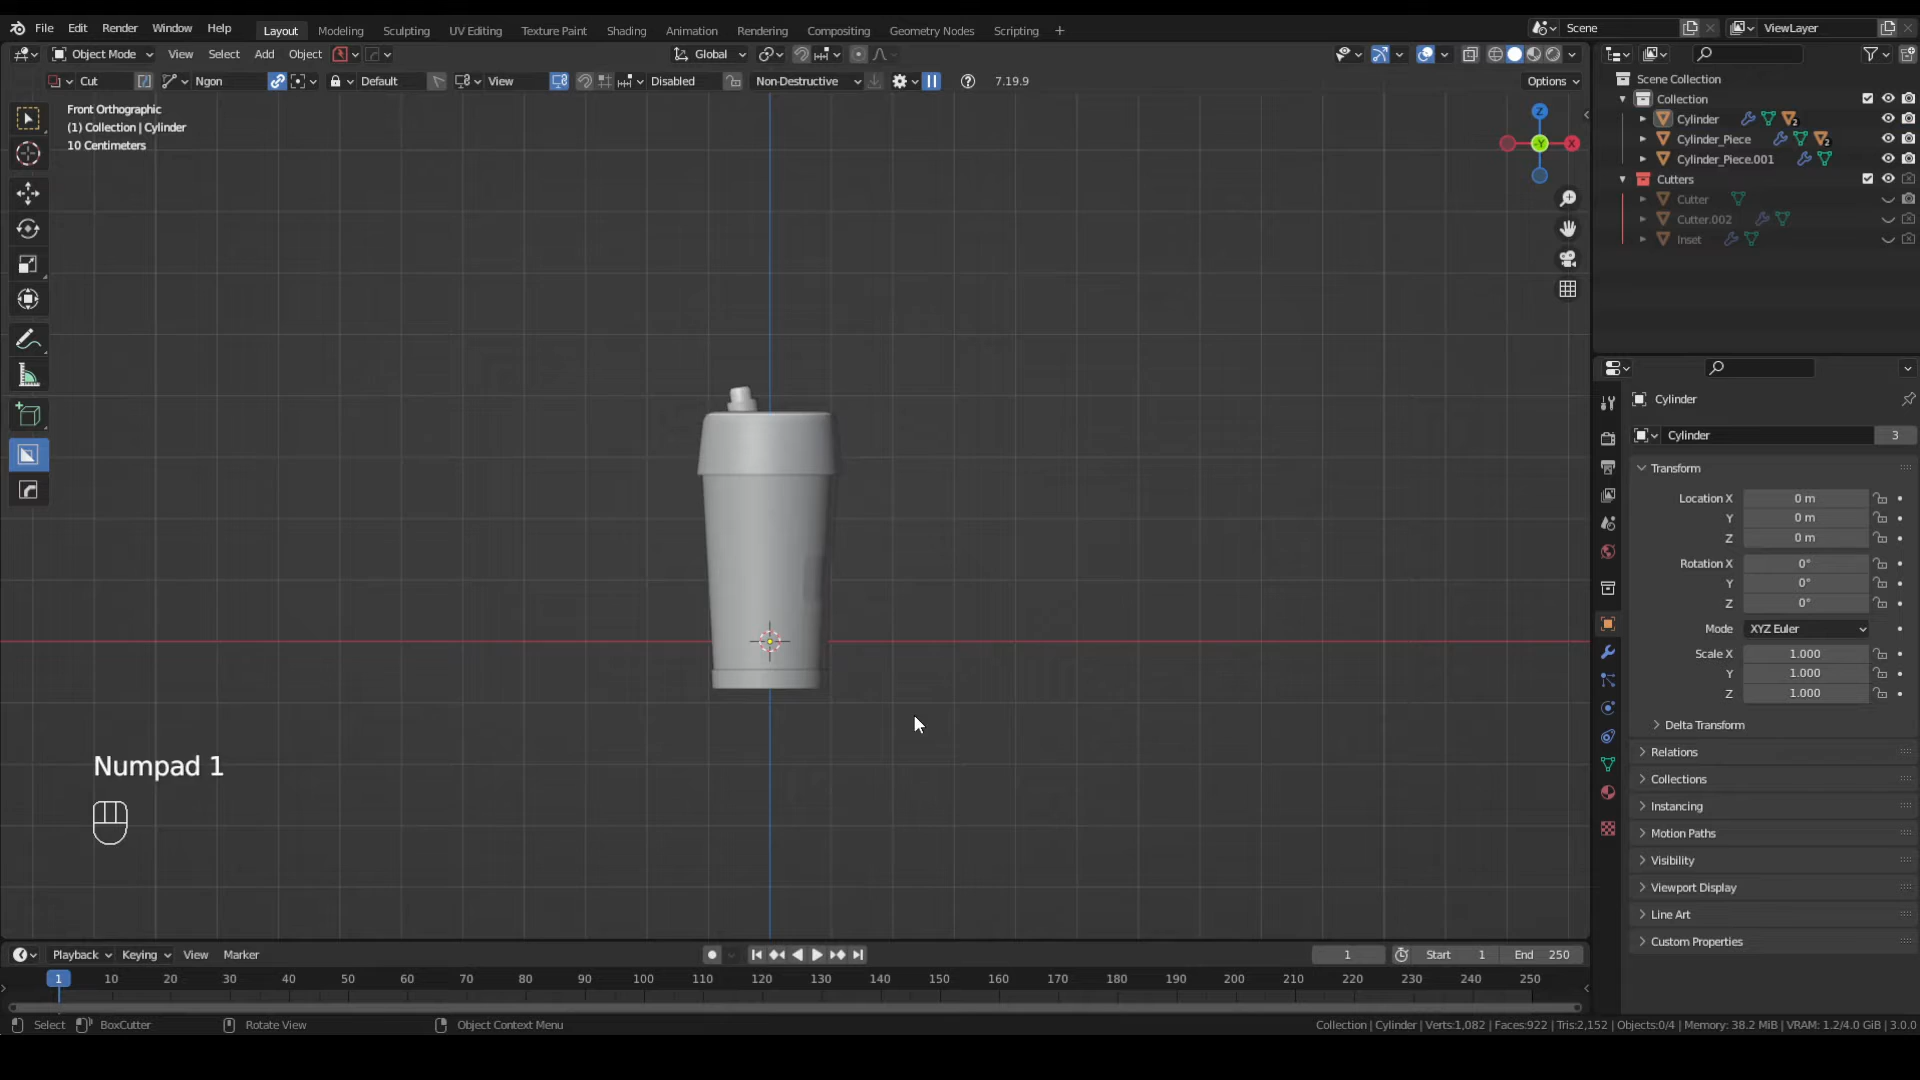 File Edit Render Window Help Layout Modeling Sculpting UV Editing Texture Paint Shading Animation Rendering Compositing Geometry Nodes Scripting + Scene ViewLayer
Object Mode View Select Add Object Global
Cut Ngon Default View Disabled Non-Destructive 7.19.9 Options
Front Orthographic
(1) Collection | Cylinder
10 Centimeters
Z
X
-Y
Scene Collection
Collection
Cylinder 2
Cylinder_Piece 2
Cylinder_Piece.001
Cutters
Cutter
Cutter.002
Inset
Cylinder
Cylinder 3
Transform
Location X 0 m
Y 0 m
Z 0 m
Rotation X 0°
Y 0°
Z 0°
Mode XYZ Euler
Scale X 1.000
Y 1.000
Z 1.000
Delta Transform
Relations
Collections
Instancing
Motion Paths
Visibility
Viewport Display
Line Art
Custom Properties
Numpad 1
Playback Keying View Marker 1 Start 1 End 250
1 10 20 30 40 50 60 70 80 90 100 110 120 130 140 150 160 170 180 190 200 210 220 230 240 250
Select BoxCutter Rotate View Object Context Menu Collection | Cylinder | Verts:1,082 | Faces:922 | Tris:2,152 | Objects:0/4 | Memory: 38.2 MiB | VRAM: 1.2/4.0 GiB | 3.0.0